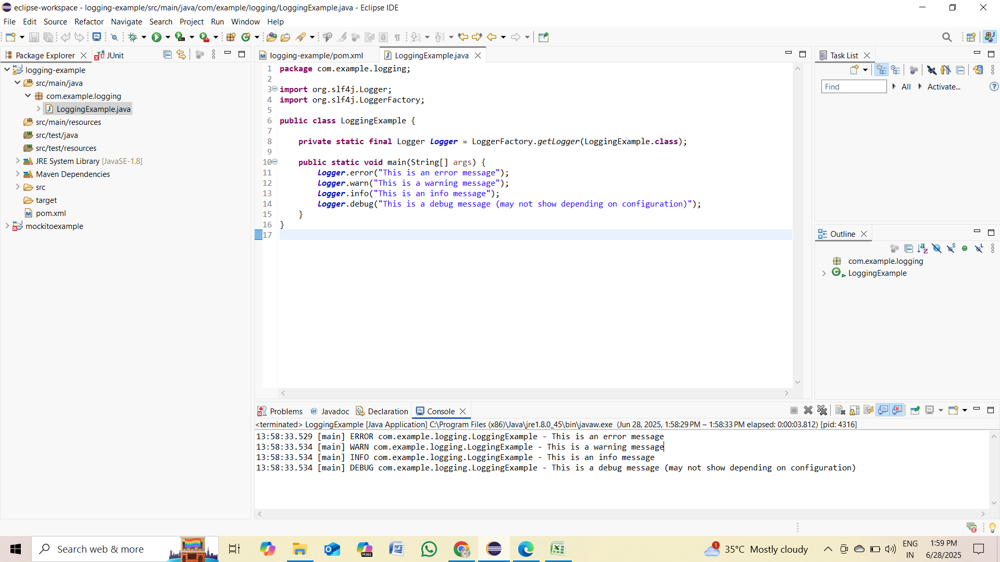 eclipse-workspace - logging-example/src/main/java/com/example/logging/LoggingExample.java - Eclipse IDE
File Edit Source Refactor Navigate Search Project Run Window Help
Package Explorer
JUnit
logging-example
src/main/java
com.example.logging
LoggingExample.java
src/main/resources
src/test/java
src/test/resources
JRE System Library [JavaSE-1.8]
Maven Dependencies
src
target
pom.xml
mockitoexample
logging-example/pom.xml
LoggingExample.java
1 package com.example.logging;
2
3 import org.slf4j.Logger;
4 import org.slf4j.LoggerFactory;
5
6 public class LoggingExample {
7
8 private static final Logger logger = LoggerFactory.getLogger(LoggingExample.class);
9
10 public static void main(String[] args) {
11 logger.error("This is an error message");
12 logger.warn("This is a warning message");
13 logger.info("This is an info message");
14 logger.debug("This is a debug message (may not show depending on configuration)");
15 }
16 }
17
Task List
Find All Activate...
Outline
com.example.logging
LoggingExample
Problems Javadoc Declaration Console
<terminated> LoggingExample [Java Application] C:\Program Files (x86)\Java\jre1.8.0_45\bin\javaw.exe (Jun 28, 2025, 1:58:29 PM – 1:58:33 PM elapsed: 0:00:03.812) [pid: 4316]
13:58:33.529 [main] ERROR com.example.logging.LoggingExample - This is an error message
13:58:33.534 [main] WARN com.example.logging.LoggingExample - This is a warning message
13:58:33.534 [main] INFO com.example.logging.LoggingExample - This is an info message
13:58:33.534 [main] DEBUG com.example.logging.LoggingExample - This is a debug message (may not show depending on configuration)
Search web & more
M365
1
35°C Mostly cloudy
ENG
IN
1:59 PM
6/28/2025